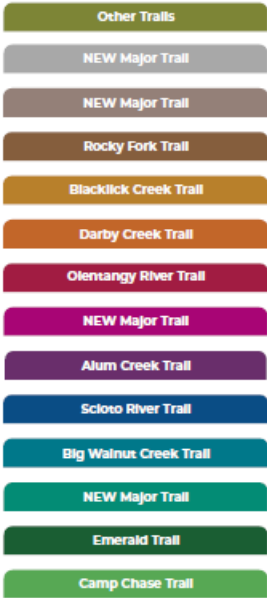 Other Trails
NEW Major Trail
NEW Major Trail
Rocky Fork Trail
Blacklick Creek Trail
Darby Creek Trail
Olentangy River Trail
NEW Major Trail
Alum Creek Trail
Scioto River Trail
Big Walnut Creek Trail
NEW Major Trail
Emerald Trail
Camp Chase Trail